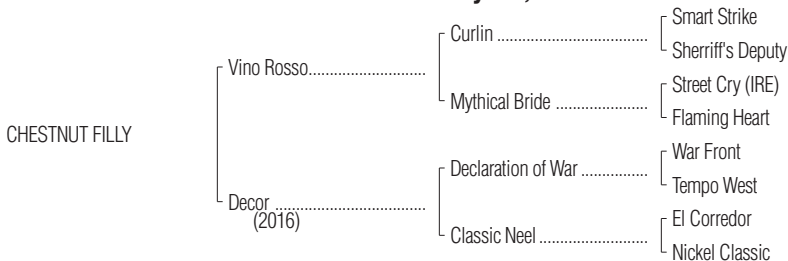 Smart Strike
Curlin
Sherriff's Deputy
Vino Rosso
Street Cry (IRE)
Mythical Bride
Flaming Heart
CHESTNUT FILLY
War Front
Declaration of War
Tempo West
Decor
(2016)
El Corredor
Classic Neel
Nickel Classic